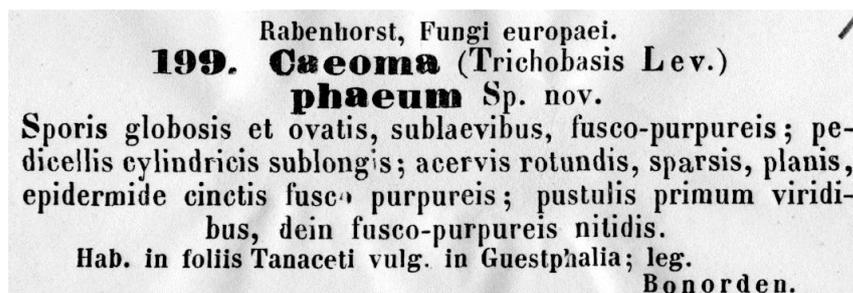 Rabenhorst, Fungi europaei.
199. Caeoma (Trichobasis Lev.)
phaeum Sp. nov.
Sporis globosis et ovatis, sublaevibus, fusco-purpureis; pe-
dicellis cylindricis sublongis; acervis rotundis, sparsis, planis,
epidermide cinctis fusco purpureis; pustulis primum viridi-
bus, dein fusco-purpureis nitidis.
Hab. in foliis Tanaceti vulg. in Guestphalia; leg.
Bonorden.